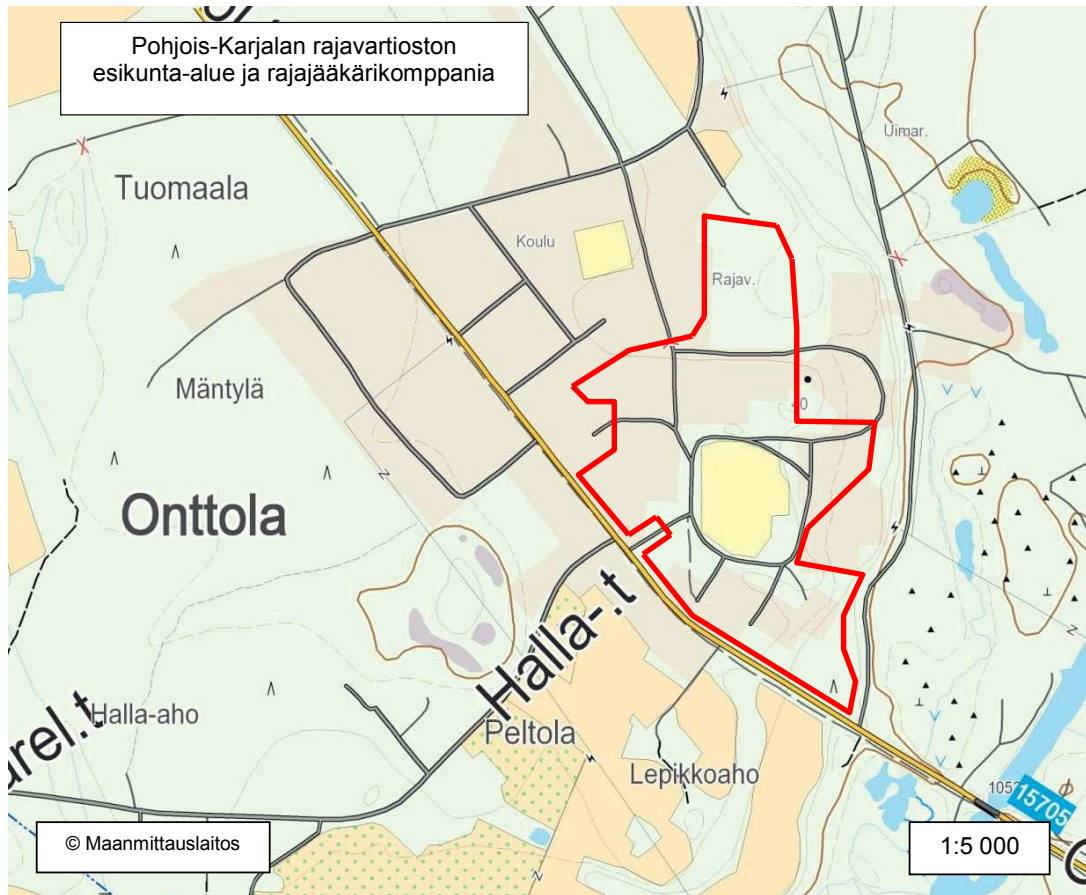 Pohjois-Karjalan rajavartioston
esikunta-alue ja rajajääkärikomppania
Uimar.
Tuomaala
Koulu
Rajav.
Mäntylä
40
Onttola
Halla-.t
Halla-aho
Peltola
Lepikkoaho
arel.t
15705
© Maanmittauslaitos
1:5 000